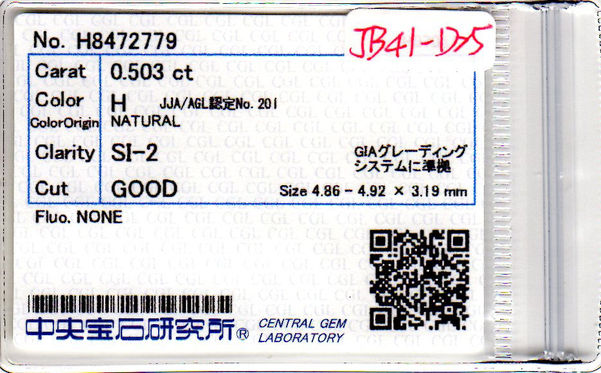 No. H8472779
JB41-D75
Carat 0.503 ct
Color H JJA/AGL認定No. 201
ColorOrigin NATURAL
Clarity SI-2 GIAグレーディング
システムに準拠
Cut GOOD Size 4.86 - 4.92 × 3.19 mm
Fluo. NONE
中央宝石研究所® CENTRAL GEM
LABORATORY